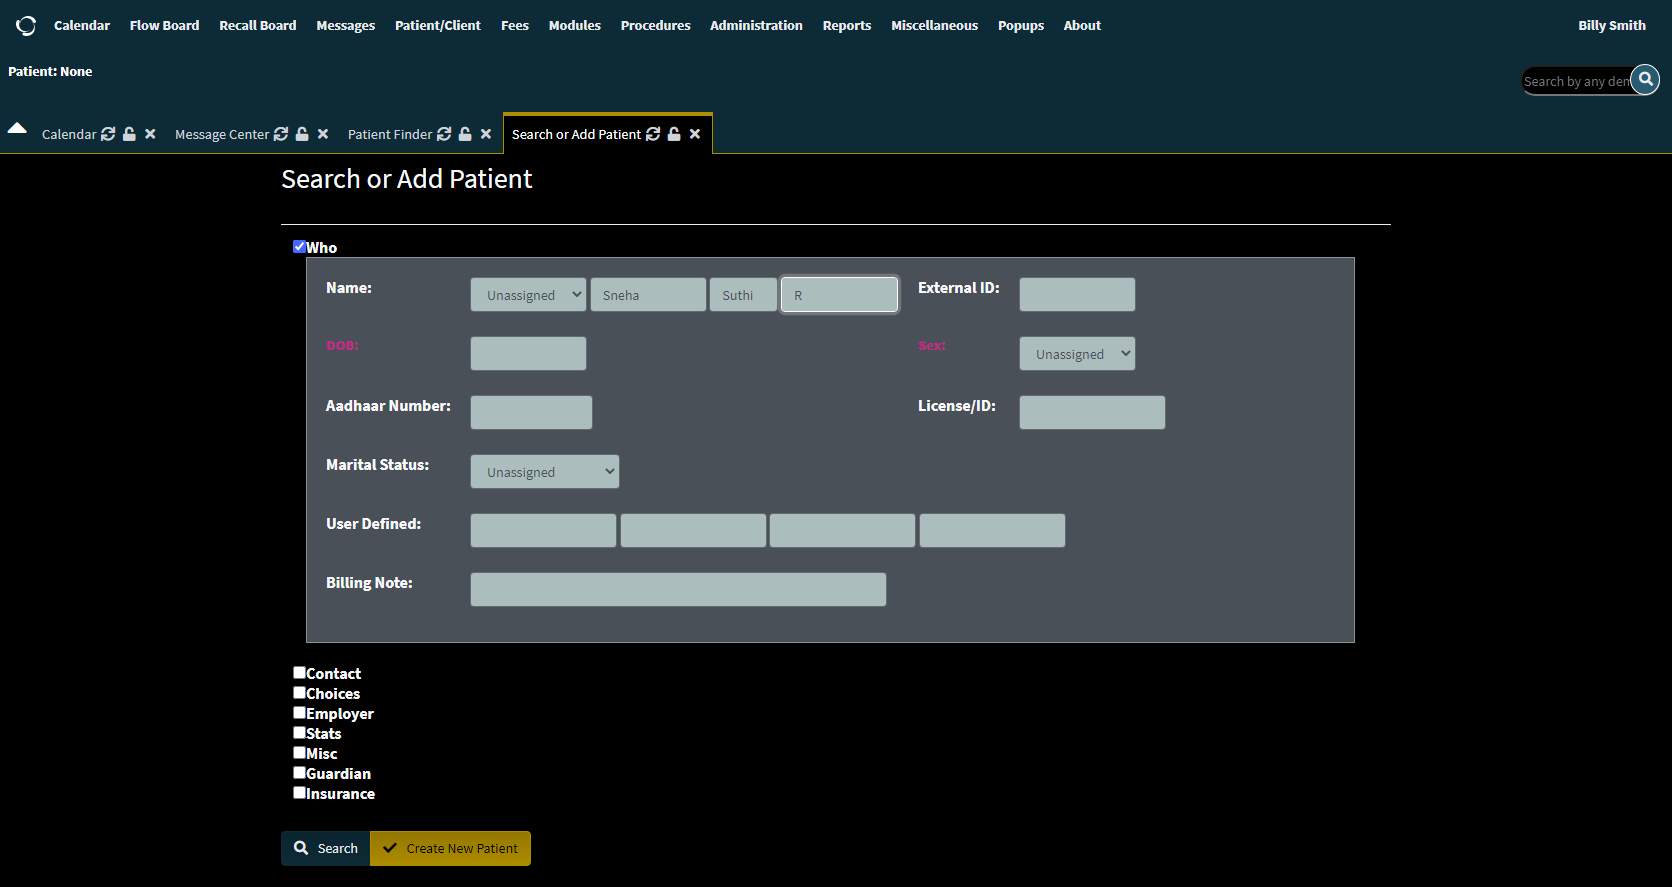 Calendar Flow Board Recall Board Messages Patient/Client Fees Modules Procedures Administration Reports Miscellaneous Popups About Billy Smith
Patient: None
Search by any den
Calendar Message Center Patient Finder Search or Add Patient
Search or Add Patient
Who
Name: Unassigned Sneha Suthi R External ID:
DOB: Sex: Unassigned
Aadhaar Number: License/ID:
Marital Status: Unassigned
User Defined:
Billing Note:
Contact
Choices
Employer
Stats
Misc
Guardian
Insurance
Search Create New Patient